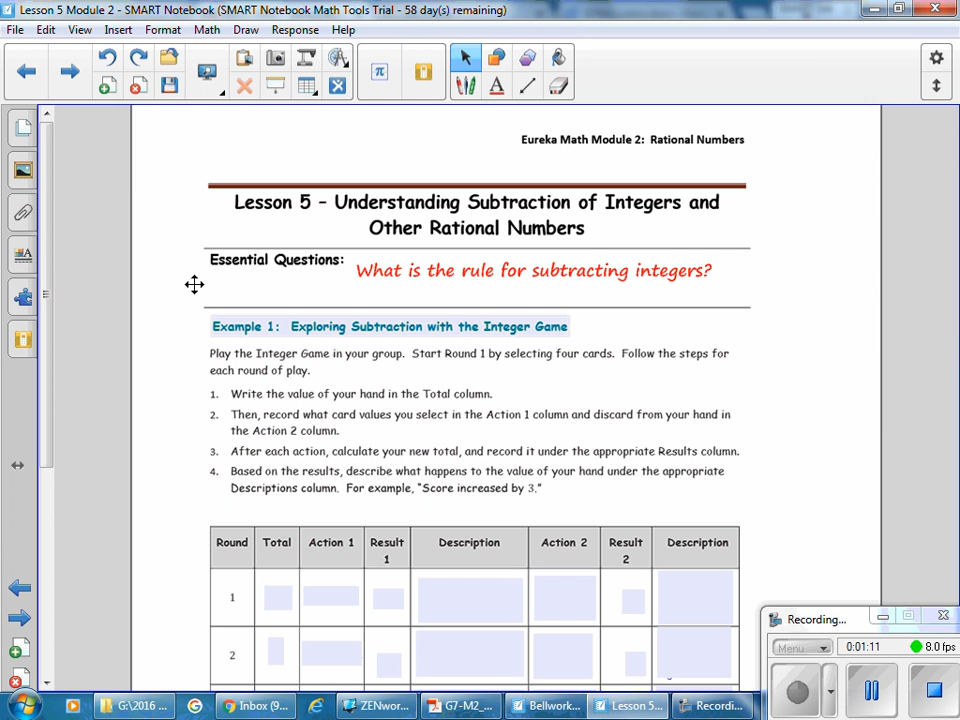 Lesson 5 Module 2 - SMART Notebook (SMART Notebook Math Tools Trial - 58 day(s) remaining)
File Edit View Insert Format Math Draw Response Help
Eureka Math Module 2: Rational Numbers
Lesson 5 – Understanding Subtraction of Integers and
Other Rational Numbers
Essential Questions:
What is the rule for subtracting integers?
Example 1: Exploring Subtraction with the Integer Game
Play the Integer Game in your group. Start Round 1 by selecting four cards. Follow the steps for
each round of play.
1. Write the value of your hand in the Total column.
2. Then, record what card values you select in the Action 1 column and discard from your hand in
the Action 2 column.
3. After each action, calculate your new total, and record it under the appropriate Results column.
4. Based on the results, describe what happens to the value of your hand under the appropriate
Descriptions column. For example, “Score increased by 3.”
Round Total Action 1 Result 1 Description Action 2 Result 2 Description
1
2
Recording...
Menu 0:01:11 8.0 fps
G:\2016 ... Inbox (9... ZENwor... G7-M2_... Bellwork... Lesson 5... Recordin...